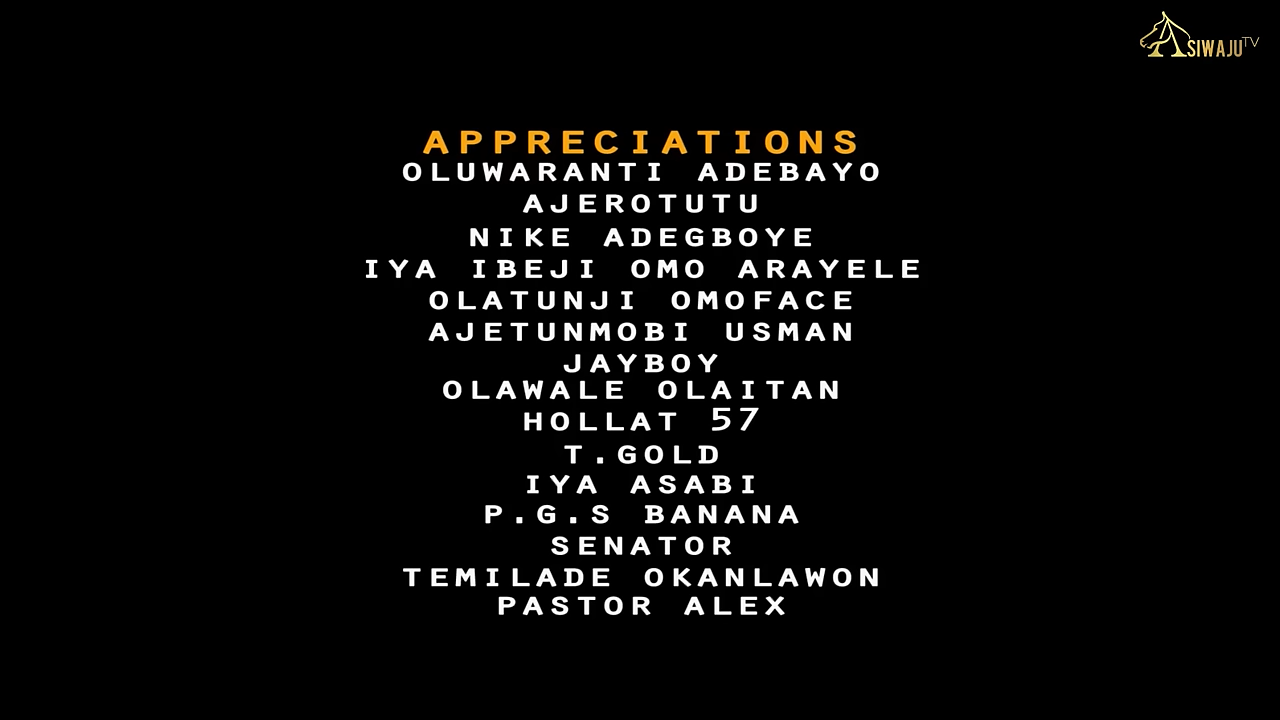 ASIWAJU TV
APPRECIATIONS
OLUWARANTI ADEBAYO
AJEROTUTU
NIKE ADEGBOYE
IYA IBEJI OMO ARAYELE
OLATUNJI OMOFACE
AJETUNMOBI USMAN
JAYBOY
OLAWALE OLAITAN
HOLLAT 57
T.GOLD
IYA ASABI
P.G.S BANANA
SENATOR
TEMILADE OKANLAWON
PASTOR ALEX